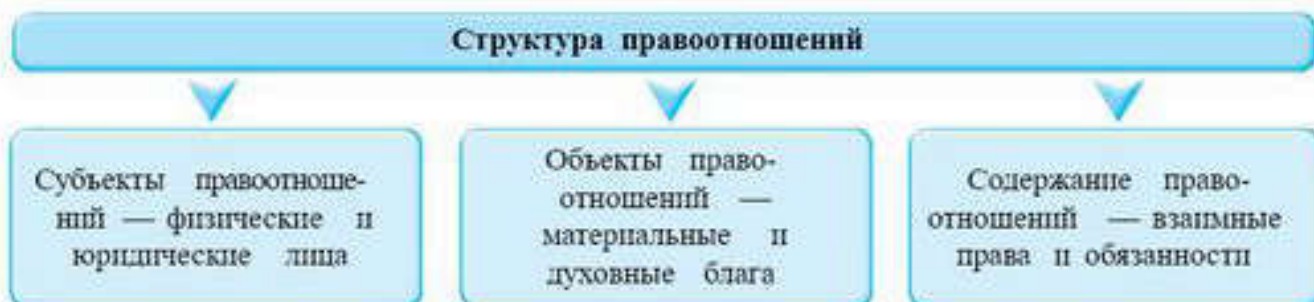 Структура правоотношений
Субъекты правоотноше-
ний — физические и
юридические лица
Объекты право-
отношений —
материальные и
духовные блага
Содержание право-
отношений — взаимные
права и обязанности